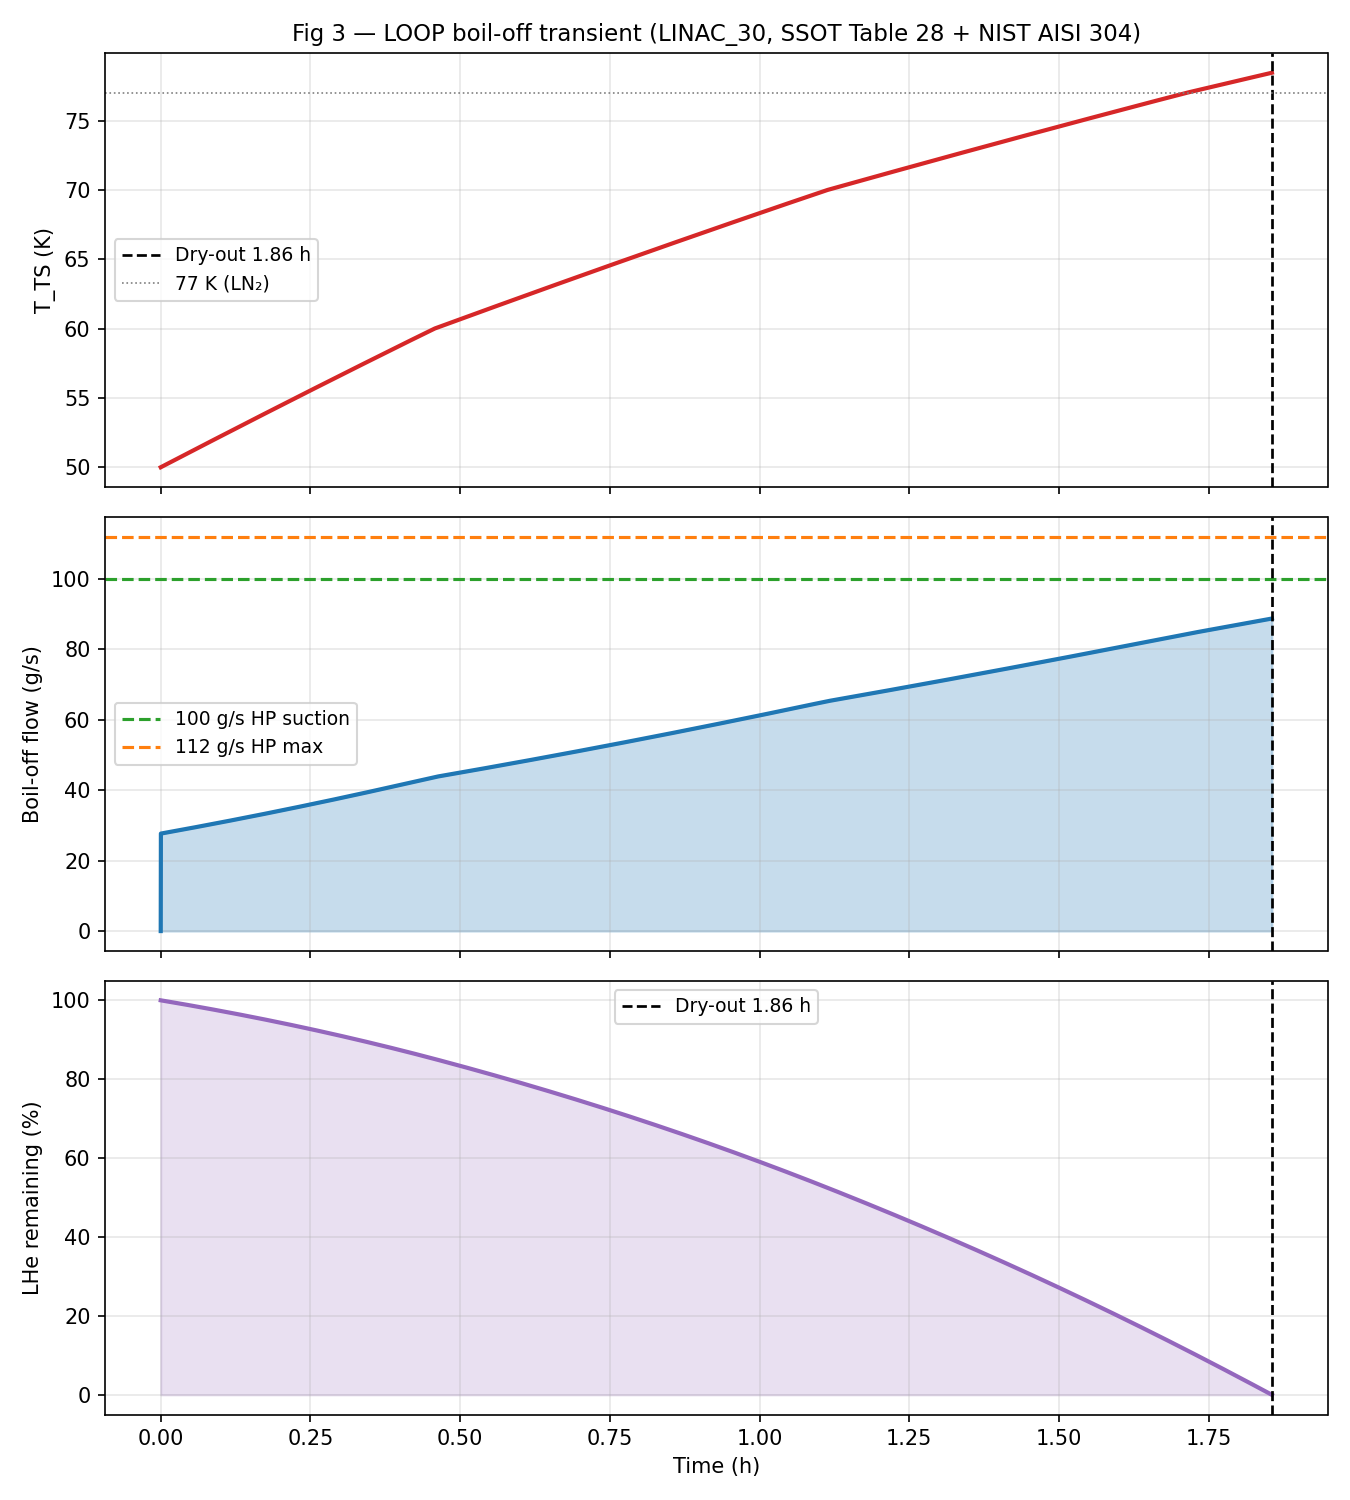 Fig 3 — LOOP boil-off transient (LINAC_30, SSOT Table 28 + NIST AISI 304)
T_TS (K)
75
70
65
60
55
50
Dry-out 1.86 h
77 K (LN₂)
Boil-off flow (g/s)
100
80
60
40
20
0
100 g/s HP suction
112 g/s HP max
LHe remaining (%)
100
80
60
40
20
0
Dry-out 1.86 h
0.00 0.25 0.50 0.75 1.00 1.25 1.50 1.75
Time (h)